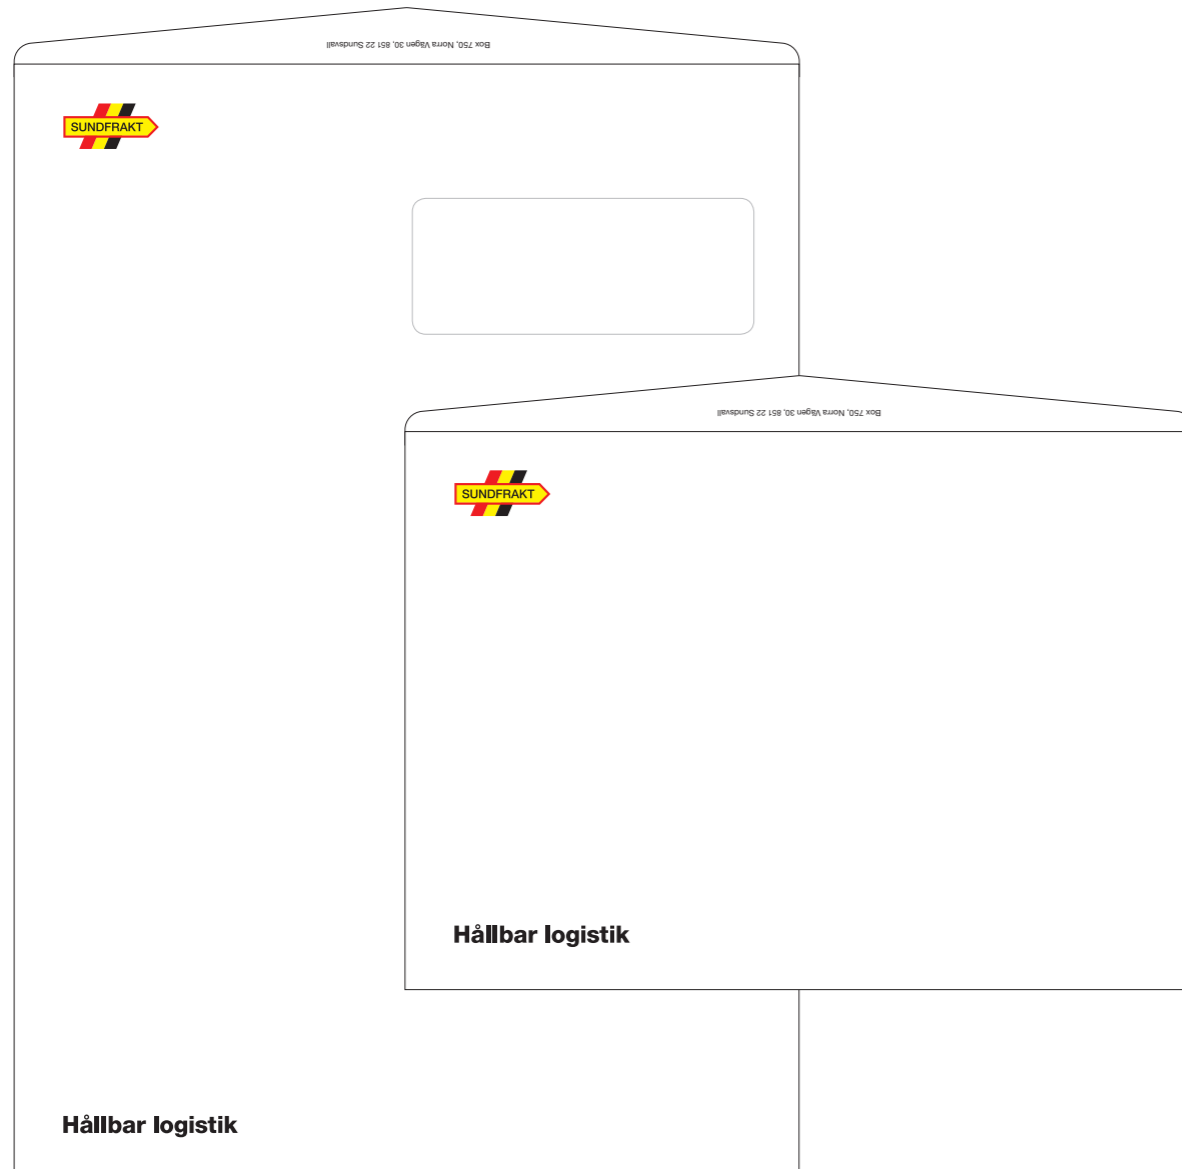 Box 750, Norra Vägen 30, 851 22 Sundsvall
SUNDFRAKT
Box 750, Norra Vägen 30, 851 22 Sundsvall
SUNDFRAKT
Hållbar logistik
Hållbar logistik